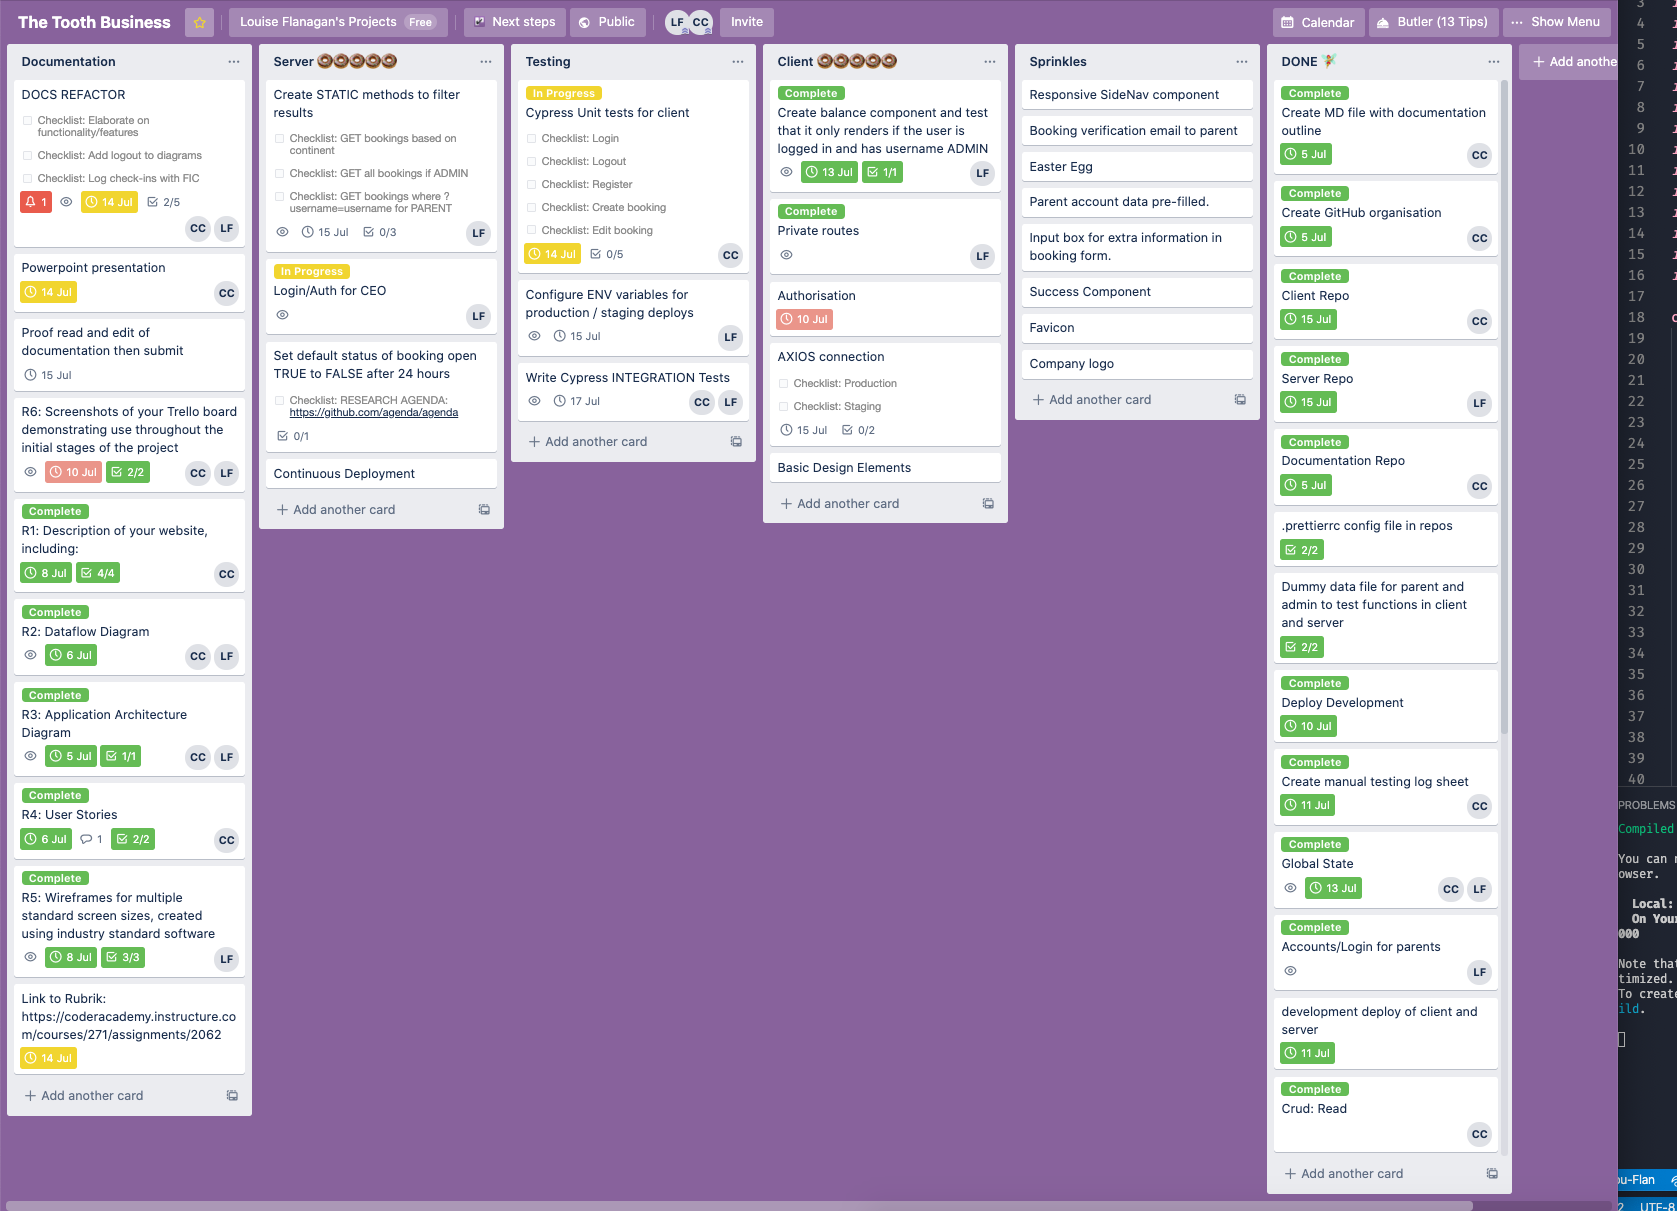 The Tooth Business
Louise Flanagan's Projects Free
Next steps
Public
LF CC
Invite
Calendar
Butler (13 Tips)
Show Menu
Documentation
DOCS REFACTOR
Checklist: Elaborate on
functionality/features
Checklist: Add logout to diagrams
Checklist: Log check-ins with FIC
1 14 Jul 2/5
CC LF
Powerpoint presentation
14 Jul
CC
Proof read and edit of
documentation then submit
15 Jul
R6: Screenshots of your Trello board
demonstrating use throughout the
initial stages of the project
10 Jul 2/2 CC LF
Complete
R1: Description of your website,
including:
8 Jul 4/4 CC
Complete
R2: Dataflow Diagram
6 Jul CC LF
Complete
R3: Application Architecture
Diagram
5 Jul 1/1 CC LF
Complete
R4: User Stories
6 Jul 1 2/2 CC
Complete
R5: Wireframes for multiple
standard screen sizes, created
using industry standard software
8 Jul 3/3 LF
Link to Rubrik:
https://coderacademy.instructure.co
m/courses/271/assignments/2062
14 Jul
+ Add another card
Server
Create STATIC methods to filter
results
Checklist: GET bookings based on
continent
Checklist: GET all bookings if ADMIN
Checklist: GET bookings where ?
username=username for PARENT
15 Jul 0/3 LF
In Progress
Login/Auth for CEO
LF
Set default status of booking open
TRUE to FALSE after 24 hours
Checklist: RESEARCH AGENDA:
https://github.com/agenda/agenda
0/1
Continuous Deployment
+ Add another card
Testing
In Progress
Cypress Unit tests for client
Checklist: Login
Checklist: Logout
Checklist: Register
Checklist: Create booking
Checklist: Edit booking
14 Jul 0/5 CC
Configure ENV variables for
production / staging deploys
15 Jul LF
Write Cypress INTEGRATION Tests
17 Jul CC LF
+ Add another card
Client
Complete
Create balance component and test
that it only renders if the user is
logged in and has username ADMIN
13 Jul 1/1 LF
Complete
Private routes
LF
Authorisation
10 Jul
AXIOS connection
Checklist: Production
Checklist: Staging
15 Jul 0/2
Basic Design Elements
+ Add another card
Sprinkles
Responsive SideNav component
Booking verification email to parent
Easter Egg
Parent account data pre-filled.
Input box for extra information in
booking form.
Success Component
Favicon
Company logo
+ Add another card
DONE
Complete
Create MD file with documentation
outline
5 Jul CC
Complete
Create GitHub organisation
5 Jul CC
Complete
Client Repo
15 Jul CC
Complete
Server Repo
15 Jul LF
Complete
Documentation Repo
5 Jul CC
.prettierrc config file in repos
2/2
Dummy data file for parent and
admin to test functions in client
and server
2/2
Complete
Deploy Development
10 Jul
Complete
Create manual testing log sheet
11 Jul CC
Complete
Global State
13 Jul CC LF
Complete
Accounts/Login for parents
LF
development deploy of client and
server
11 Jul
Complete
Crud: Read
CC
+ Add another card
+ Add anothe
3
4
5
6
7
8
9
10
11
12
13
14
15
16
17
18
19
20
21
22
23
24
25
26
27
28
29
30
31
32
33
34
35
36
37
38
39
40
PROBLEMS
Compiled
You can
owser.
Local:
On Your
000
Note that
timized.
To create
ild.
ou-Flan
2 UTF-8